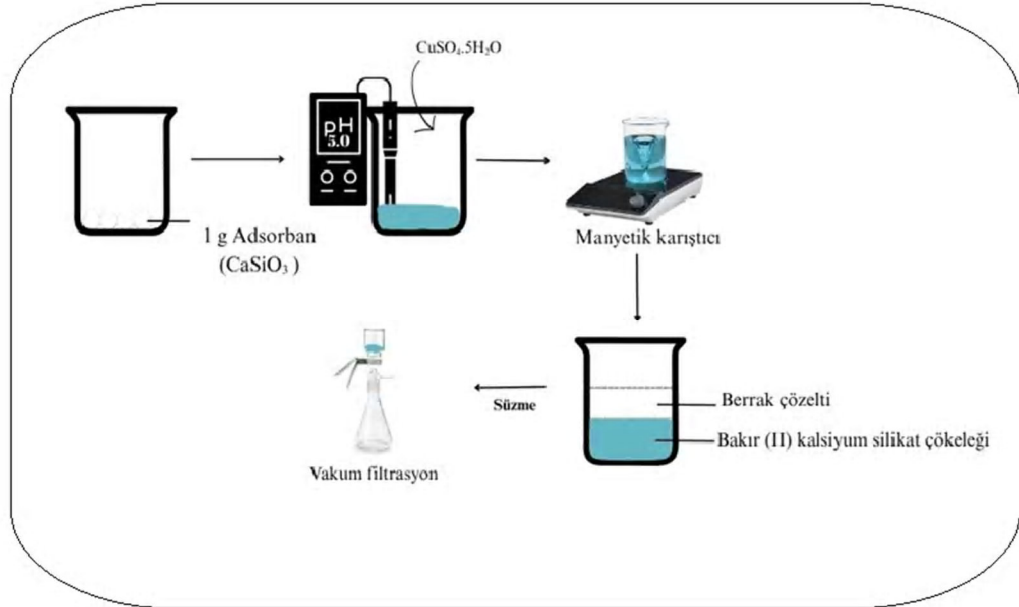 CuSO₄.5H₂O
pH
5.0
1 g Adsorban
(CaSiO₃ )
Manyetik karıştıcı
Berrak çözelti
Bakır (II) kalsiyum silikat çökeleği
Süzme
Vakum filtrasyon